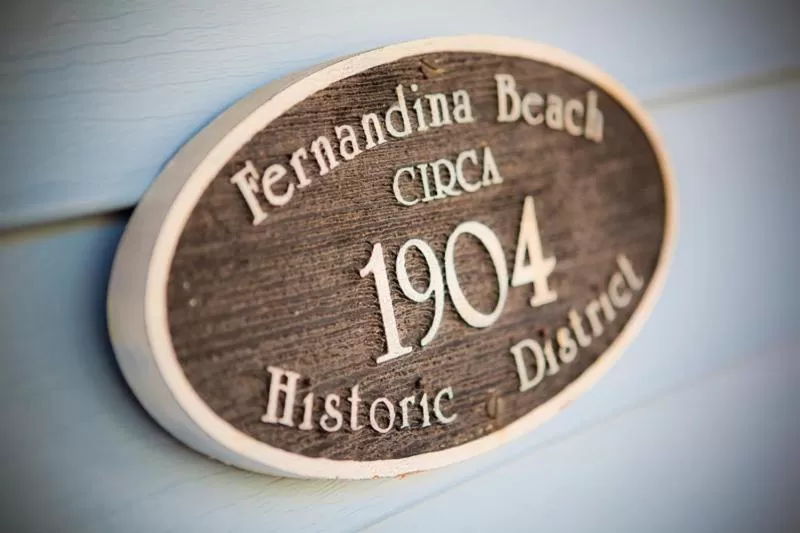 Fernandina Beach
CIRCA
1904
Historic District